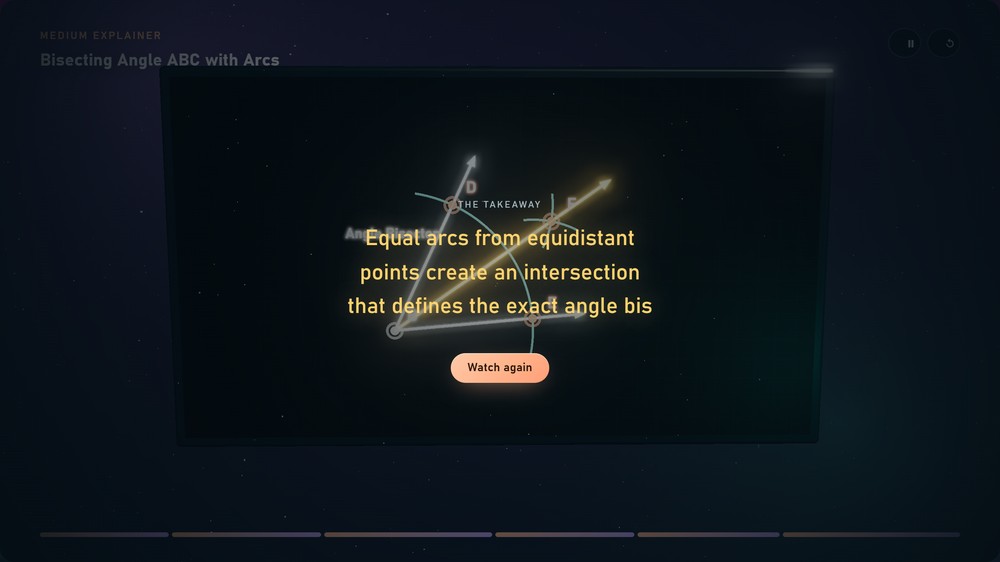 MEDIUM EXPLAINER
Bisecting Angle ABC with Arcs
D
F
THE TAKEAWAY
Equal arcs from equidistant
points create an intersection
that defines the exact angle bis
Watch again